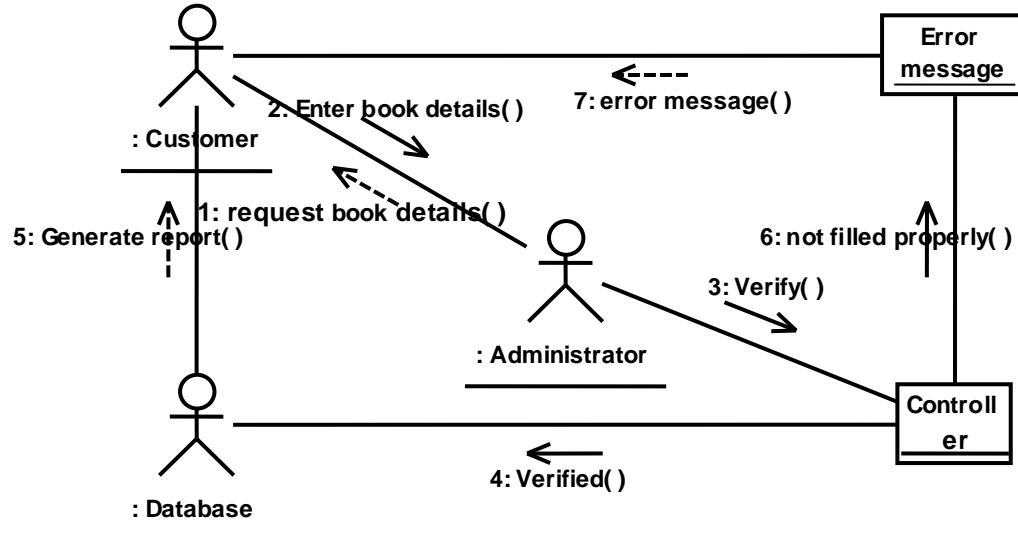 Error
message
7: error message( )
2: Enter book details( )
: Customer
1: request book details( )
5: Generate report( )
6: not filled properly( )
3: Verify( )
: Administrator
Controll
er
4: Verified( )
: Database